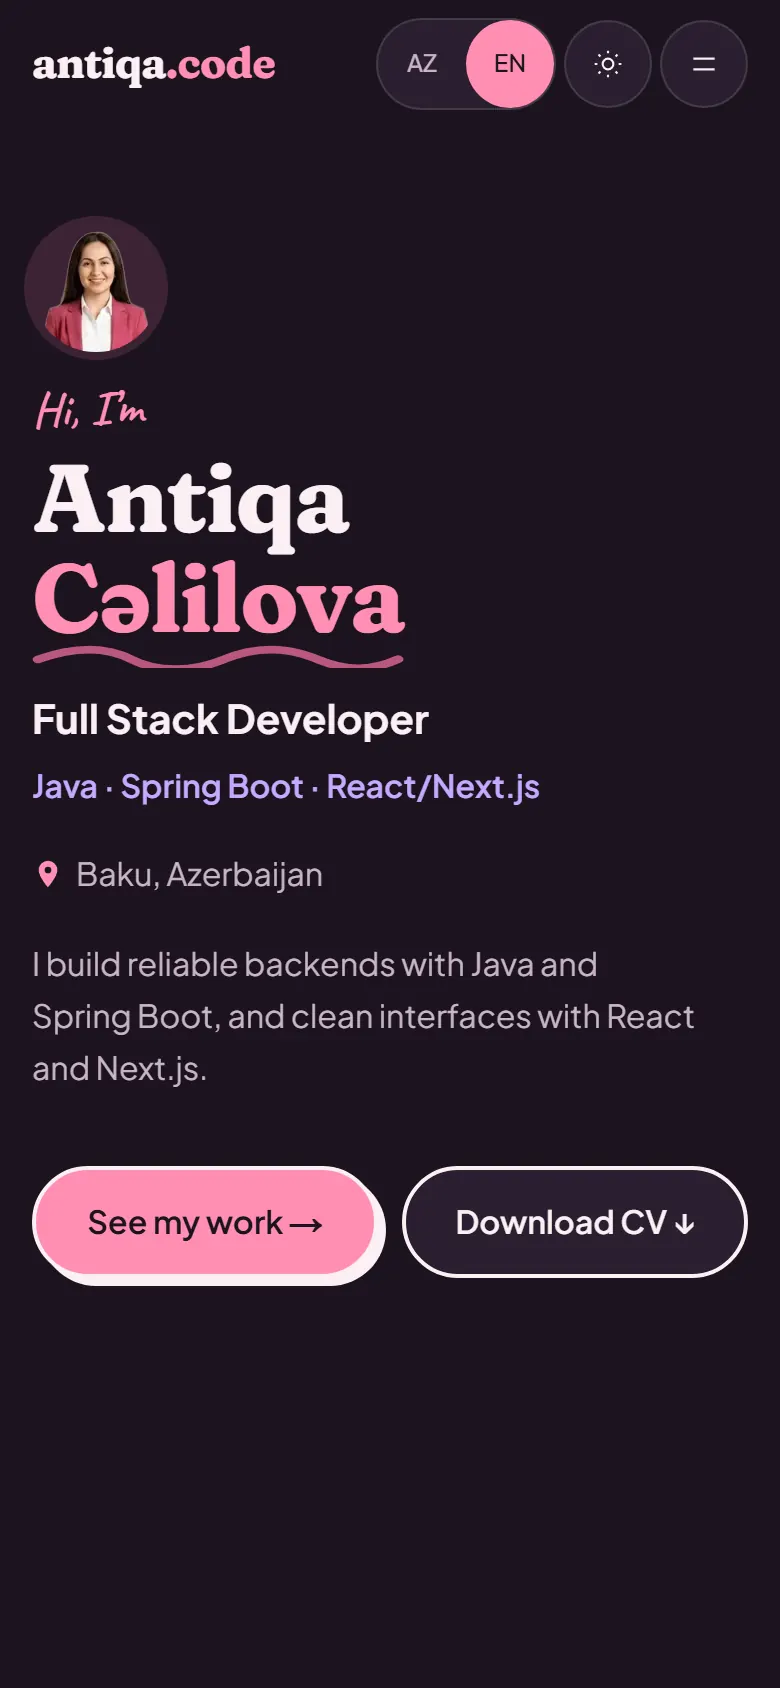 antiqa.code
AZ EN
Hi, I'm
Antiqa
Cəlilova
Full Stack Developer
Java · Spring Boot · React/Next.js
Baku, Azerbaijan
I build reliable backends with Java and
Spring Boot, and clean interfaces with React
and Next.js.
See my work → Download CV ↓